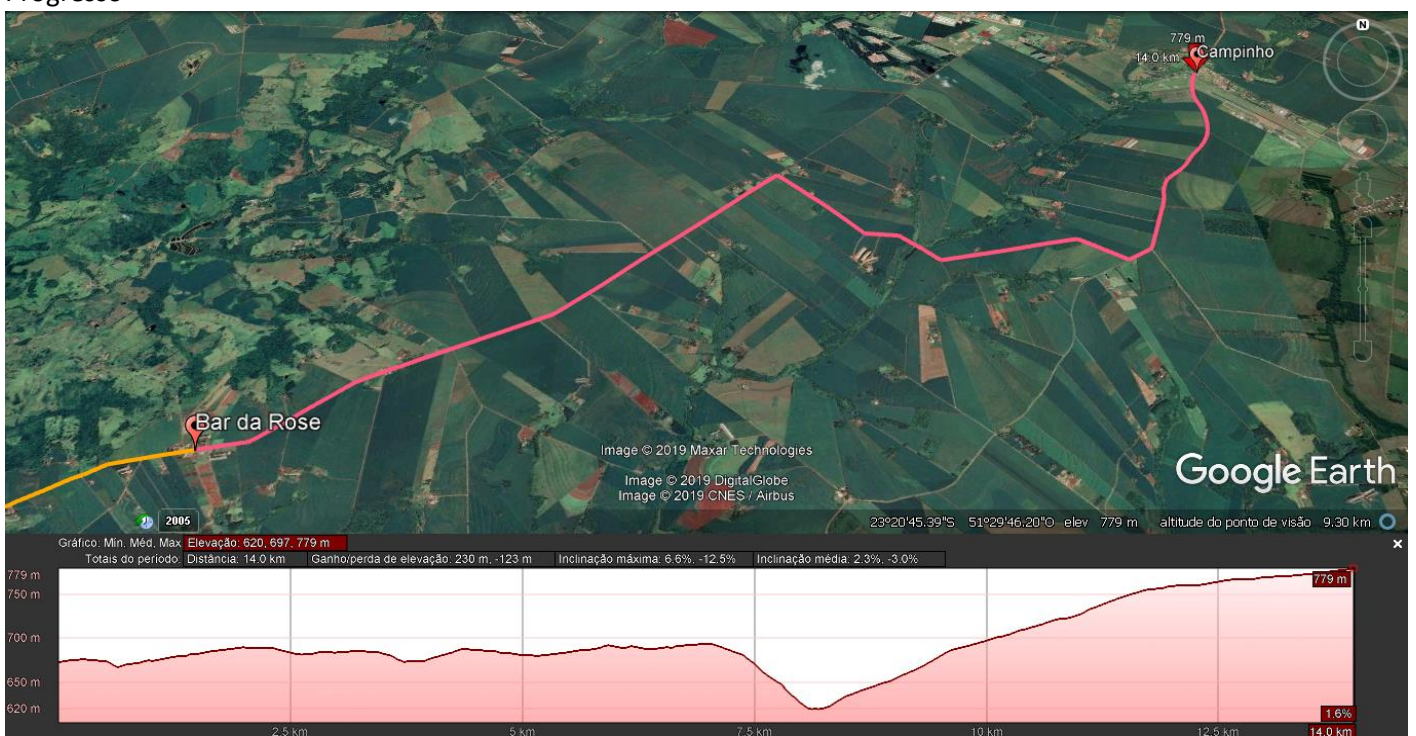 Progresso
N
779 m
14.0 km
Campinho
Bar da Rose
Image © 2019 Maxar Technologies
Image © 2019 DigitalGlobe
Image © 2019 CNES / Airbus
Google Earth
2005
23°20'45.39"S 51°29'46.20"O elev 779 m altitude do ponto de visão 9.30 km
Gráfico: Mín, Méd, Máx Elevação: 620, 697, 779 m
Totais do período: Distância: 14.0 km Ganho/perda de elevação: 230 m, -123 m Inclinação máxima: 6.6%, -12.5% Inclinação média: 2.3%, -3.0%
779 m
779 m
750 m
700 m
650 m
620 m
1.6%
2.5 km 5 km 7.5 km 10 km 12.5 km 14.0 km